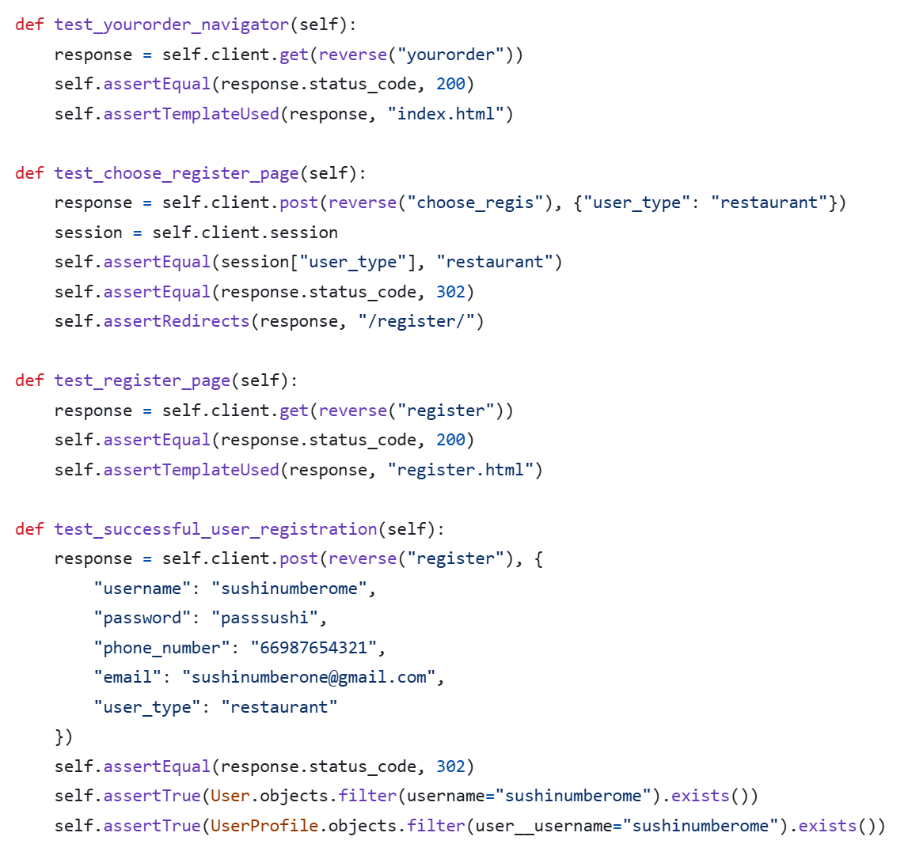 def test_yourorder_navigator(self):
    response = self.client.get(reverse("yourorder"))
    self.assertEqual(response.status_code, 200)
    self.assertTemplateUsed(response, "index.html")

def test_choose_register_page(self):
    response = self.client.post(reverse("choose_regis"), {"user_type": "restaurant"})
    session = self.client.session
    self.assertEqual(session["user_type"], "restaurant")
    self.assertEqual(response.status_code, 302)
    self.assertRedirects(response, "/register/")

def test_register_page(self):
    response = self.client.get(reverse("register"))
    self.assertEqual(response.status_code, 200)
    self.assertTemplateUsed(response, "register.html")

def test_successful_user_registration(self):
    response = self.client.post(reverse("register"), {
        "username": "sushinumberome",
        "password": "passsushi",
        "phone_number": "66987654321",
        "email": "sushinumberone@gmail.com",
        "user_type": "restaurant"
    })
    self.assertEqual(response.status_code, 302)
    self.assertTrue(User.objects.filter(username="sushinumberome").exists())
    self.assertTrue(UserProfile.objects.filter(user__username="sushinumberome").exists())